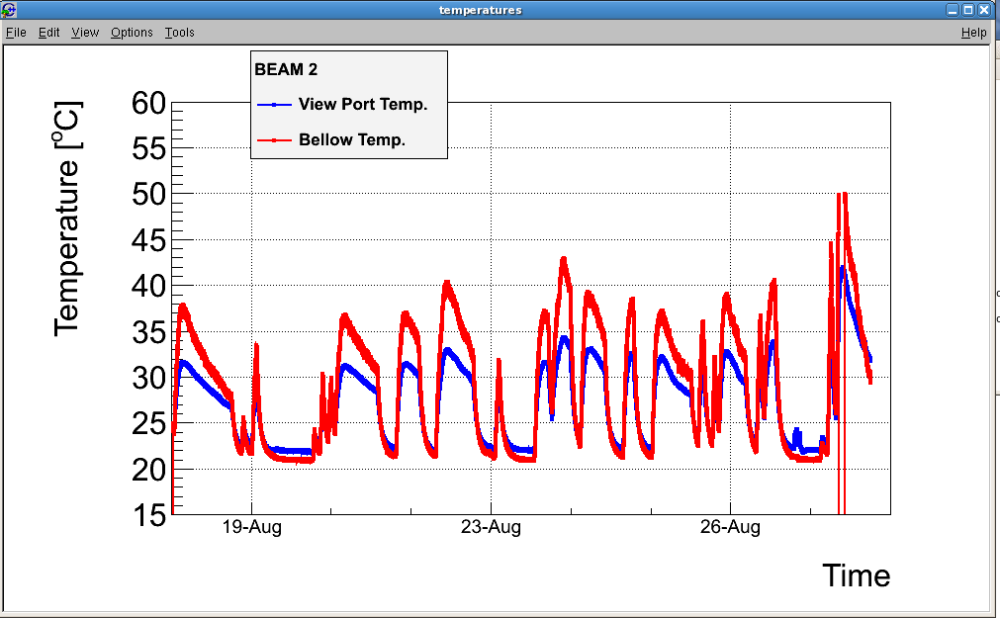 temperatures
File Edit View Options Tools Help
BEAM 2
View Port Temp.
Bellow Temp.
Temperature [°C]
60
55
50
45
40
35
30
25
20
15
19-Aug 23-Aug 26-Aug
Time